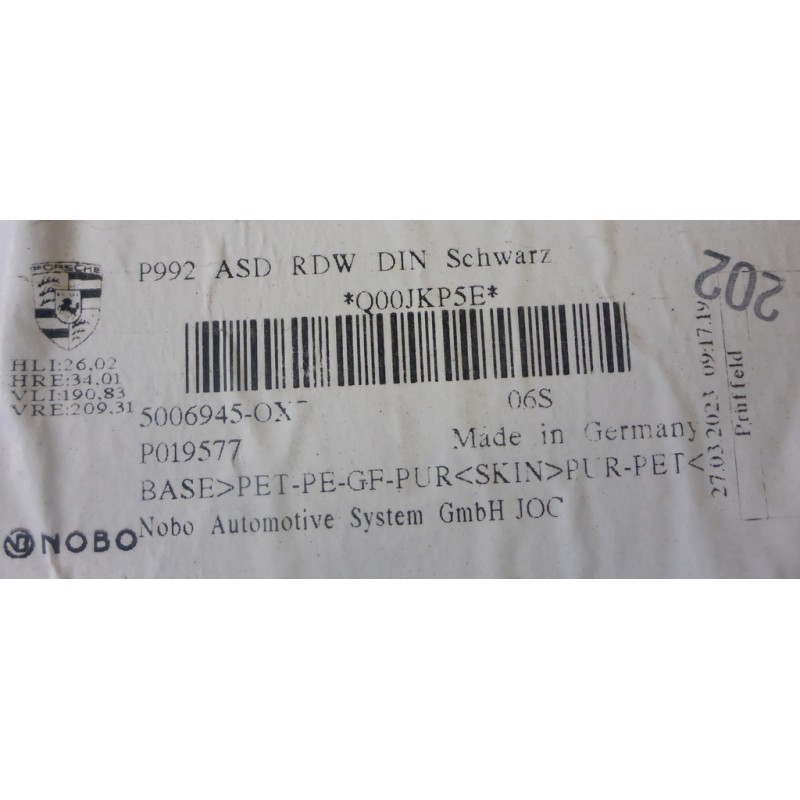 PORSCHE
P992 ASD RDW DIN Schwarz
*Q00JKP5E*
HLI:26,02
HRE:34,01
VLI:190,83
VRE:209,31
5006945-OX
06S
P019577
Made in Germany
BASE>PET-PE-GF-PUR<SKIN>PUR-PET<
NOBO
Nobo Automotive System GmbH JOC
27.03.2023 09:17:19
Prüffeld
202